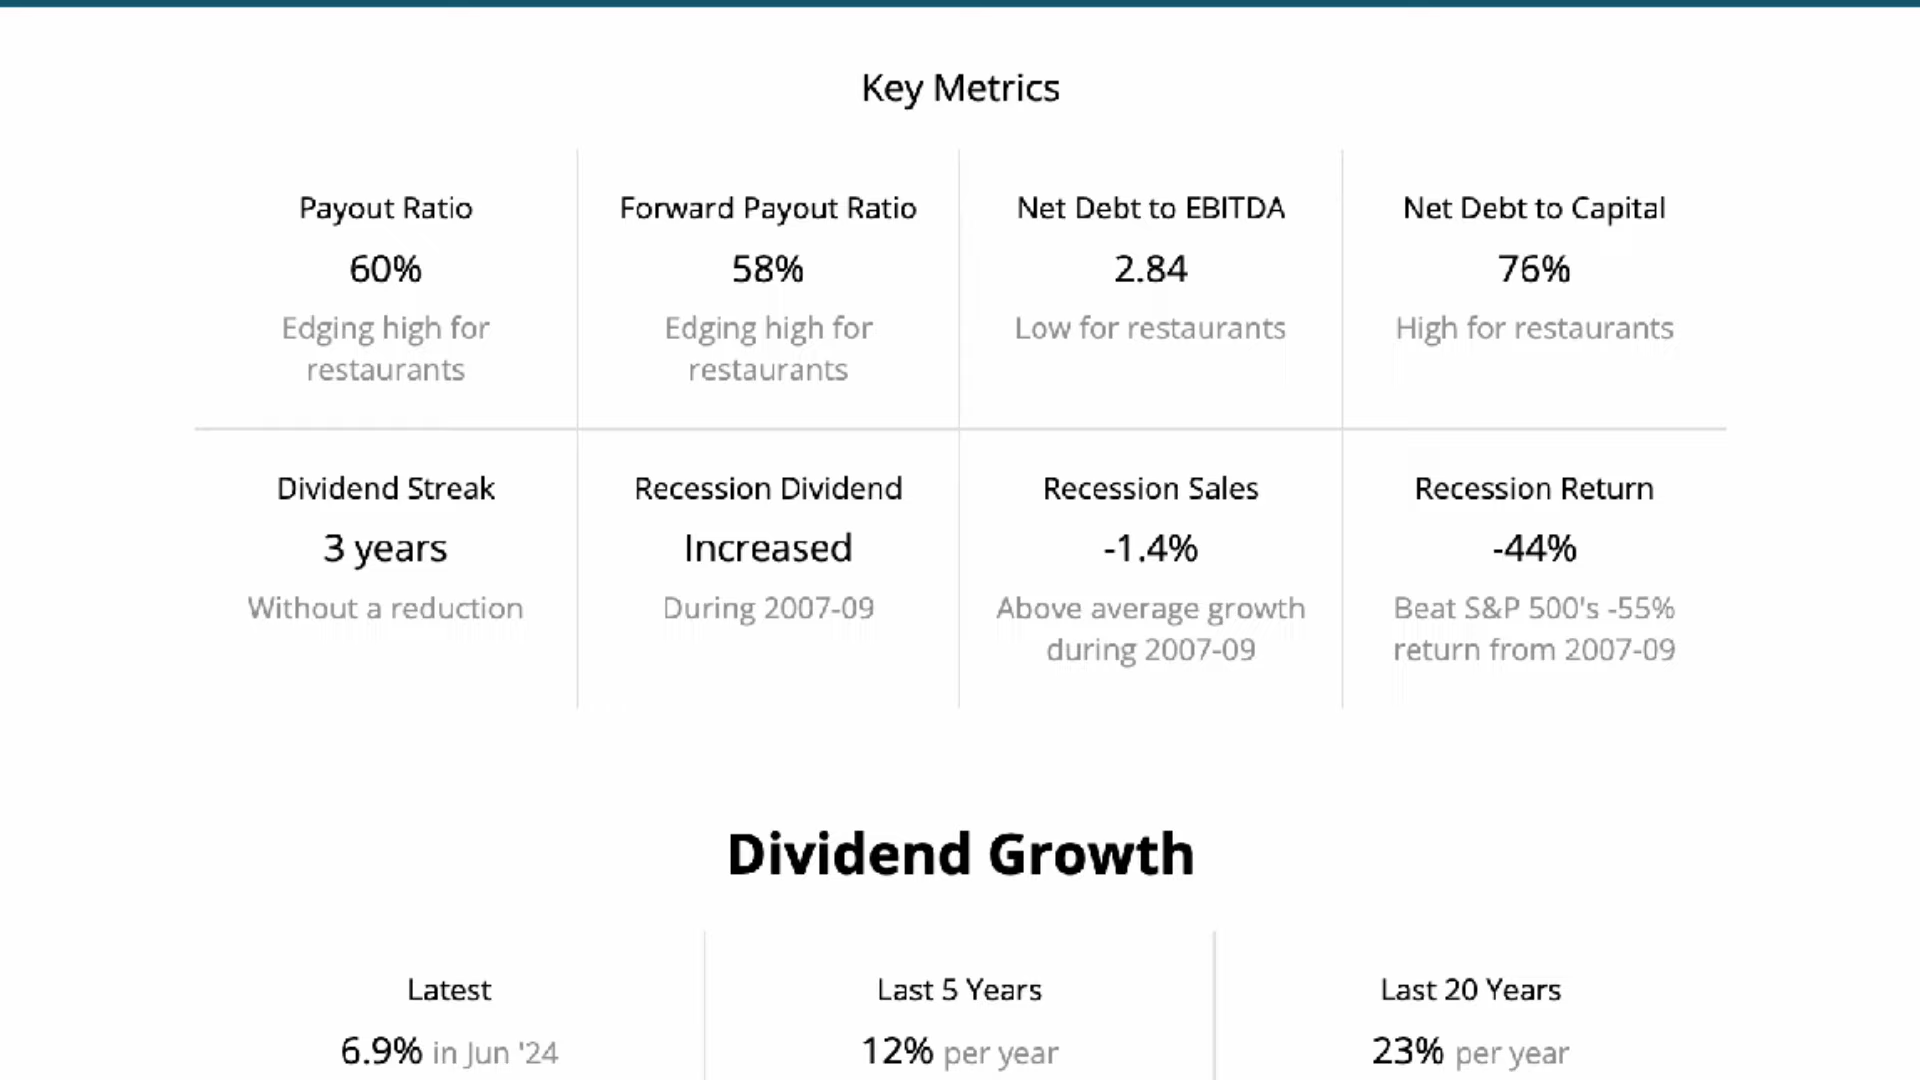 Key Metrics
Payout Ratio
60%
Edging high for
restaurants
Forward Payout Ratio
58%
Edging high for
restaurants
Net Debt to EBITDA
2.84
Low for restaurants
Net Debt to Capital
76%
High for restaurants
Dividend Streak
3 years
Without a reduction
Recession Dividend
Increased
During 2007-09
Recession Sales
-1.4%
Above average growth
during 2007-09
Recession Return
-44%
Beat S&P 500's -55%
return from 2007-09
Dividend Growth
Latest
6.9% in Jun '24
Last 5 Years
12% per year
Last 20 Years
23% per year